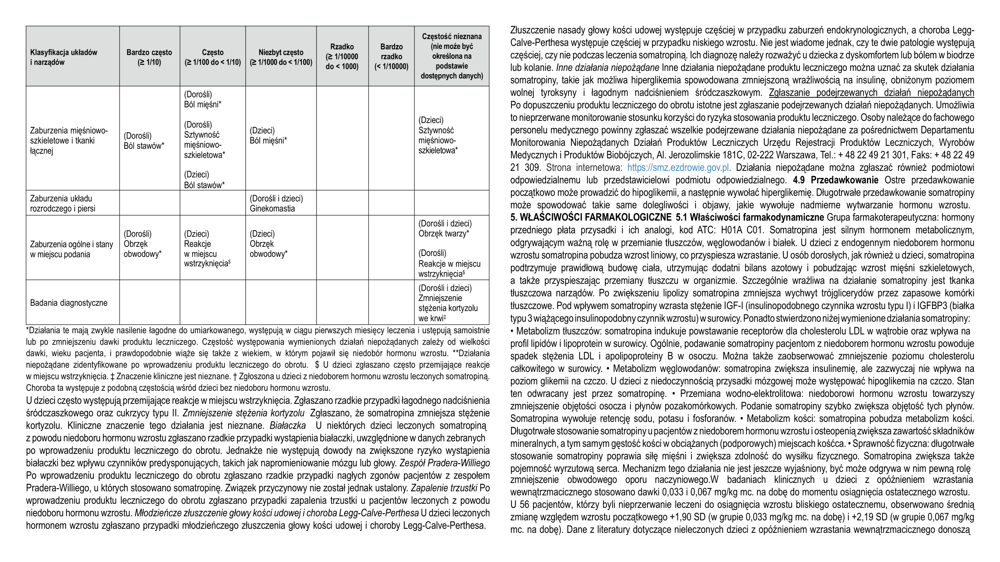 Klasyfikacja układów
i narządów
Bardzo często
(≥ 1/10)
Często
(≥ 1/100 do < 1/10)
Niezbyt często
(≥ 1/1000 do < 1/100)
Rzadko
(≥ 1/10000
do < 1000)
Bardzo
rzadko
(< 1/10000)
Częstość nieznana
(nie może być
określona na
podstawie
dostępnych danych)
Zaburzenia mięśniowo-
szkieletowe i tkanki
łącznej
(Dorośli)
Ból stawów*
(Dorośli)
Ból mięśni*
(Dorośli)
Sztywność
mięśniowo-
szkieletowa*
(Dzieci)
Ból stawów*
(Dzieci)
Ból mięśni*
(Dzieci)
Sztywność
mięśniowo-
szkieletowa*
Zaburzenia układu
rozrodczego i piersi
(Dorośli i dzieci)
Ginekomastia
Zaburzenia ogólne i stany
w miejscu podania
(Dorośli)
Obrzęk
obwodowy*
(Dzieci)
Reakcje
w miejscu
wstrzyknięcia$
(Dzieci)
Obrzęk
obwodowy*
(Dorośli i dzieci)
Obrzęk twarzy*
(Dorośli)
Reakcje w miejscu
wstrzyknięcia$
Badania diagnostyczne
(Dorośli i dzieci)
Zmniejszenie
stężenia kortyzolu
we krwi‡
*Działania te mają zwykle nasilenie łagodne do umiarkowanego, występują w ciągu pierwszych miesięcy leczenia i ustępują samoistnie
lub po zmniejszeniu dawki produktu leczniczego. Częstość występowania wymienionych działań niepożądanych zależy od wielkości
dawki, wieku pacjenta, i prawdopodobnie wiąże się także z wiekiem, w którym pojawił się niedobór hormonu wzrostu. **Działania
niepożądane zidentyfikowane po wprowadzeniu produktu leczniczego do obrotu. $ U dzieci zgłaszano często przemijające reakcje
w miejscu wstrzyknięcia. ‡ Znaczenie kliniczne jest nieznane. † Zgłoszona u dzieci z niedoborem hormonu wzrostu leczonych somatropiną.
Choroba ta występuje z podobną częstością wśród dzieci bez niedoboru hormonu wzrostu.
U dzieci często występują przemijające reakcje w miejscu wstrzyknięcia. Zgłaszano rzadkie przypadki łagodnego nadciśnienia
śródczaszkowego oraz cukrzycy typu II. Zmniejszenie stężenia kortyzolu Zgłaszano, że somatropina zmniejsza stężenie
kortyzolu. Kliniczne znaczenie tego działania jest nieznane. Białaczka U niektórych dzieci leczonych somatropiną
z powodu niedoboru hormonu wzrostu zgłaszano rzadkie przypadki wystąpienia białaczki, uwzględnione w danych zebranych
po wprowadzeniu produktu leczniczego do obrotu. Jednakże nie występują dowody na zwiększone ryzyko wystąpienia
białaczki bez wpływu czynników predysponujących, takich jak napromieniowanie mózgu lub głowy. Zespół Pradera-Williego
Po wprowadzeniu produktu leczniczego do obrotu zgłaszano rzadkie przypadki nagłych zgonów pacjentów z zespołem
Pradera-Williego, u których stosowano somatropinę. Związek przyczynowy nie został jednak ustalony. Zapalenie trzustki Po
wprowadzeniu produktu leczniczego do obrotu zgłaszano przypadki zapalenia trzustki u pacjentów leczonych z powodu
niedoboru hormonu wzrostu. Młodzieńcze złuszczenie głowy kości udowej i choroba Legg-Calve-Perthesa U dzieci leczonych
hormonem wzrostu zgłaszano przypadki młodzieńczego złuszczenia głowy kości udowej i choroby Legg-Calve-Perthesa.
Złuszczenie nasady głowy kości udowej występuje częściej w przypadku zaburzeń endokrynologicznych, a choroba Legg-
Calve-Perthesa występuje częściej w przypadku niskiego wzrostu. Nie jest wiadome jednak, czy te dwie patologie występują
częściej, czy nie podczas leczenia somatropiną. Ich diagnozę należy rozważyć u dziecka z dyskomfortem lub bólem w biodrze
lub kolanie. Inne działania niepożądane Inne działania niepożądane produktu leczniczego można uznać za skutek działania
somatropiny, takie jak możliwa hiperglikemia spowodowana zmniejszoną wrażliwością na insulinę, obniżonym poziomem
wolnej tyroksyny i łagodnym nadciśnieniem śródczaszkowym. Zgłaszanie podejrzewanych działań niepożądanych
Po dopuszczeniu produktu leczniczego do obrotu istotne jest zgłaszanie podejrzewanych działań niepożądanych. Umożliwia
to nieprzerwane monitorowanie stosunku korzyści do ryzyka stosowania produktu leczniczego. Osoby należące do fachowego
personelu medycznego powinny zgłaszać wszelkie podejrzewane działania niepożądane za pośrednictwem Departamentu
Monitorowania Niepożądanych Działań Produktów Leczniczych Urzędu Rejestracji Produktów Leczniczych, Wyrobów
Medycznych i Produktów Biobójczych, Al. Jerozolimskie 181C, 02-222 Warszawa, Tel.: + 48 22 49 21 301, Faks: + 48 22 49
21 309. Strona internetowa: https://smz.ezdrowie.gov.pl. Działania niepożądane można zgłaszać również podmiotowi
odpowiedzialnemu lub przedstawicielowi podmiotu odpowiedzialnego. 4.9 Przedawkowanie Ostre przedawkowanie
początkowo może prowadzić do hipoglikemii, a następnie wywołać hiperglikemię. Długotrwałe przedawkowanie somatropiny
może spowodować takie same dolegliwości i objawy, jakie wywołuje nadmierne wytwarzanie hormonu wzrostu.
5. WŁAŚCIWOŚCI FARMAKOLOGICZNE 5.1 Właściwości farmakodynamiczne Grupa farmakoterapeutyczna: hormony
przedniego płata przysadki i ich analogi, kod ATC: H01A C01. Somatropina jest silnym hormonem metabolicznym,
odgrywającym ważną rolę w przemianie tłuszczów, węglowodanów i białek. U dzieci z endogennym niedoborem hormonu
wzrostu somatropina pobudza wzrost liniowy, co przyspiesza wzrastanie. U osób dorosłych, jak również u dzieci, somatropina
podtrzymuje prawidłową budowę ciała, utrzymując dodatni bilans azotowy i pobudzając wzrost mięśni szkieletowych,
a także przyspieszając przemiany tłuszczu w organizmie. Szczególnie wrażliwa na działanie somatropiny jest tkanka
tłuszczowa narządów. Po zwiększeniu lipolizy somatropina zmniejsza wychwyt trójglicerydów przez zapasowe komórki
tłuszczowe. Pod wpływem somatropiny wzrasta stężenie IGF-I (insulinopodobnego czynnika wzrostu typu I) i IGFBP3 (białka
typu 3 wiążącego insulinopodobny czynnik wzrostu) w surowicy. Ponadto stwierdzono niżej wymienione działania somatropiny:
• Metabolizm tłuszczów: somatropina indukuje powstawanie receptorów dla cholesterolu LDL w wątrobie oraz wpływa na
profil lipidów i lipoprotein w surowicy. Ogólnie, podawanie somatropiny pacjentom z niedoborem hormonu wzrostu powoduje
spadek stężenia LDL i apolipoproteiny B w osoczu. Można także zaobserwować zmniejszenie poziomu cholesterolu
całkowitego w surowicy. • Metabolizm węglowodanów: somatropina zwiększa insulinemię, ale zazwyczaj nie wpływa na
poziom glikemii na czczo. U dzieci z niedoczynnością przysadki mózgowej może występować hipoglikemia na czczo. Stan
ten odwracany jest przez somatropinę. • Przemiana wodno-elektrolitowa: niedoborowi hormonu wzrostu towarzyszy
zmniejszenie objętości osocza i płynów pozakomórkowych. Podanie somatropiny szybko zwiększa objętość tych płynów.
Somatropina wywołuje retencję sodu, potasu i fosforanów. • Metabolizm kości: somatropina pobudza metabolizm kości.
Długotrwałe stosowanie somatropiny u pacjentów z niedoborem hormonu wzrostu i osteopenią zwiększa zawartość składników
mineralnych, a tym samym gęstość kości w obciążanych (podporowych) miejscach kośćca. • Sprawność fizyczna: długotrwałe
stosowanie somatropiny poprawia siłę mięśni i zwiększa zdolność do wysiłku fizycznego. Somatropina zwiększa także
pojemność wyrzutową serca. Mechanizm tego działania nie jest jeszcze wyjaśniony, być może odgrywa w nim pewną rolę
zmniejszenie obwodowego oporu naczyniowego.W badaniach klinicznych u dzieci z opóźnieniem wzrastania
wewnątrzmacicznego stosowano dawki 0,033 i 0,067 mg/kg mc. na dobę do momentu osiągnięcia ostatecznego wzrostu.
U 56 pacjentów, którzy byli nieprzerwanie leczeni do osiągnięcia wzrostu bliskiego ostatecznemu, obserwowano średnią
zmianę względem wzrostu początkowego +1,90 SD (w grupie 0,033 mg/kg mc. na dobę) i +2,19 SD (w grupie 0,067 mg/kg
mc. na dobę). Dane z literatury dotyczące nieleczonych dzieci z opóźnieniem wzrastania wewnątrzmacicznego donoszą